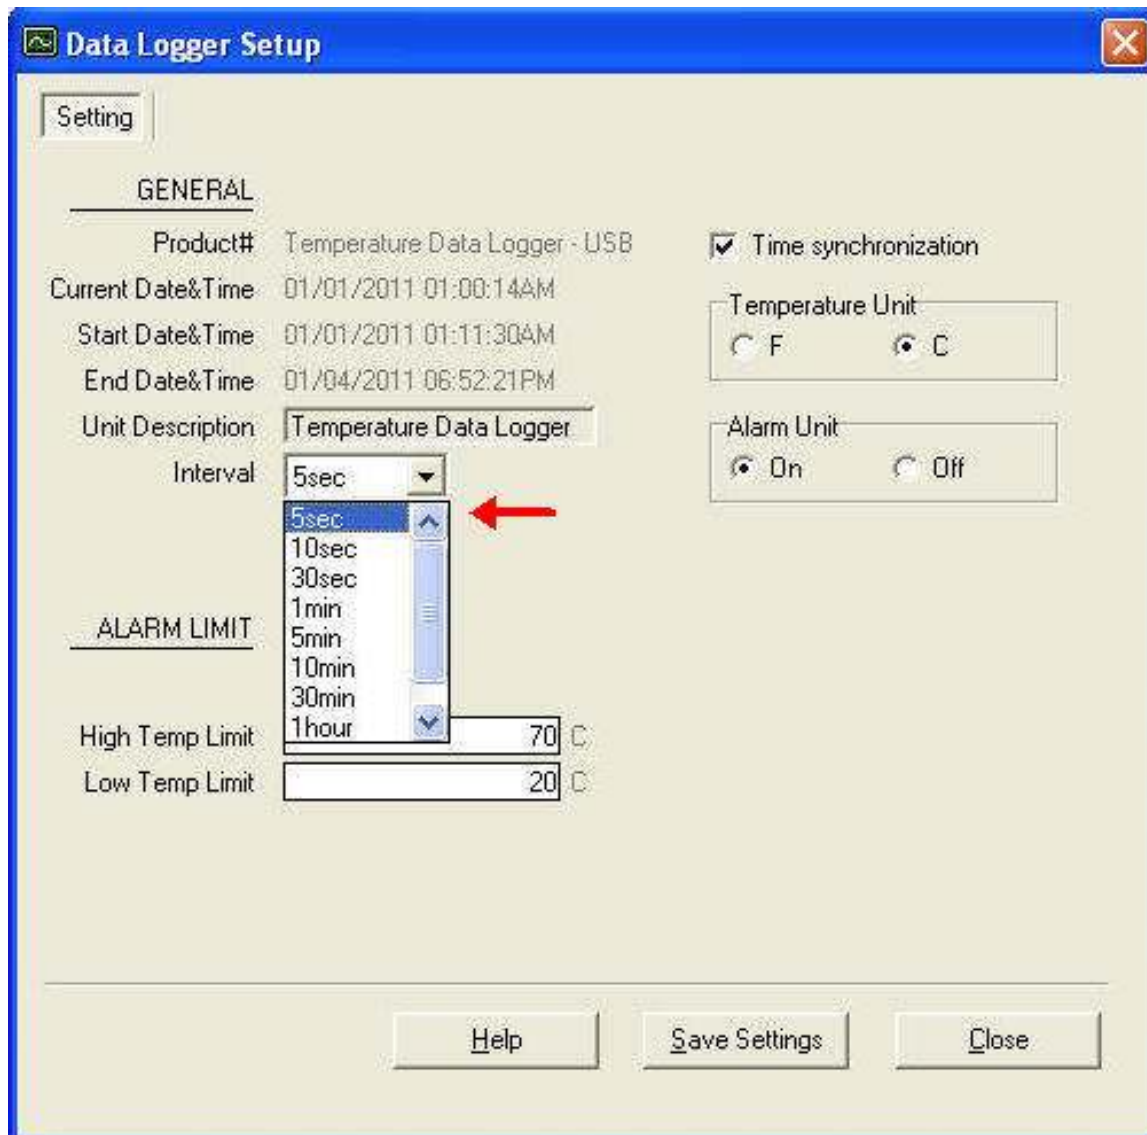 Data Logger Setup
Setting
GENERAL
Product# Temperature Data Logger - USB
Current Date&Time 01/01/2011 01:00:14AM
Start Date&Time 01/01/2011 01:11:30AM
End Date&Time 01/04/2011 06:52:21PM
Unit Description Temperature Data Logger
Interval 5sec
5sec
10sec
30sec
1min
5min
10min
30min
1hour
ALARM LIMIT
High Temp Limit 70 C
Low Temp Limit 20 C
Time synchronization
Temperature Unit
F C
Alarm Unit
On Off
Help Save Settings Close